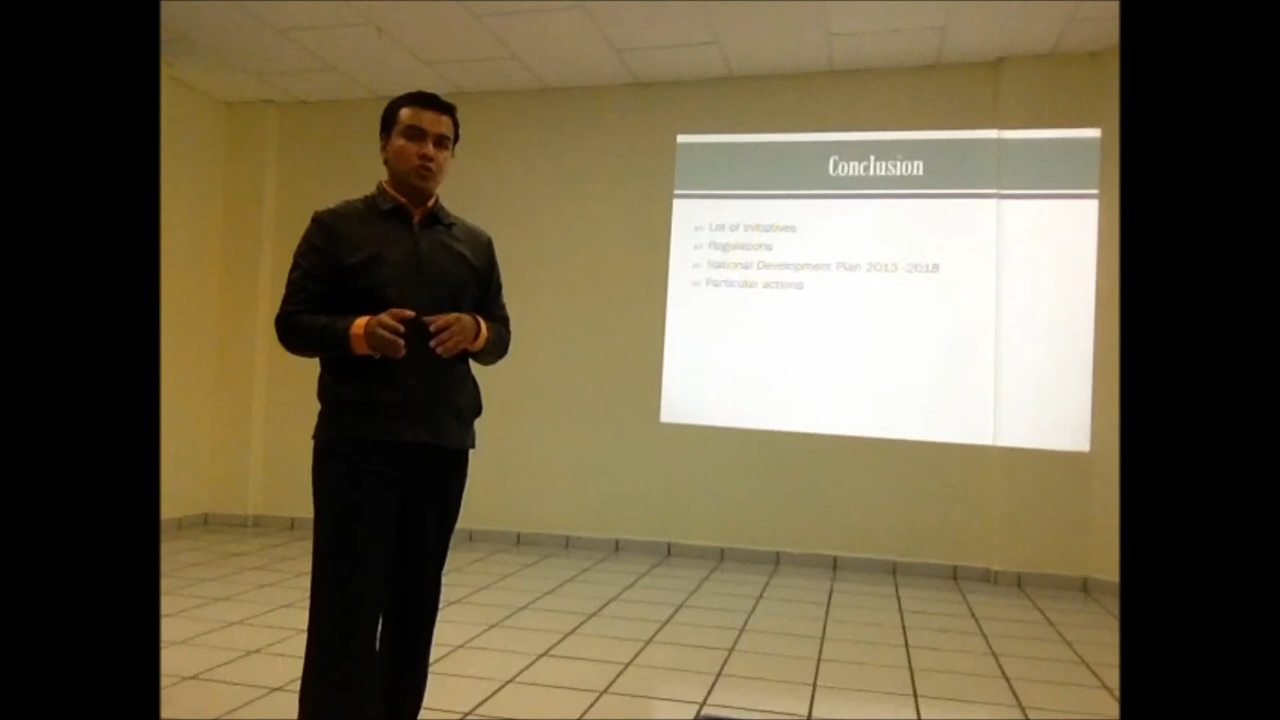 Conclusion
Lot of initiatives
Regulations
National Development Plan 2013-2018
Particular actions